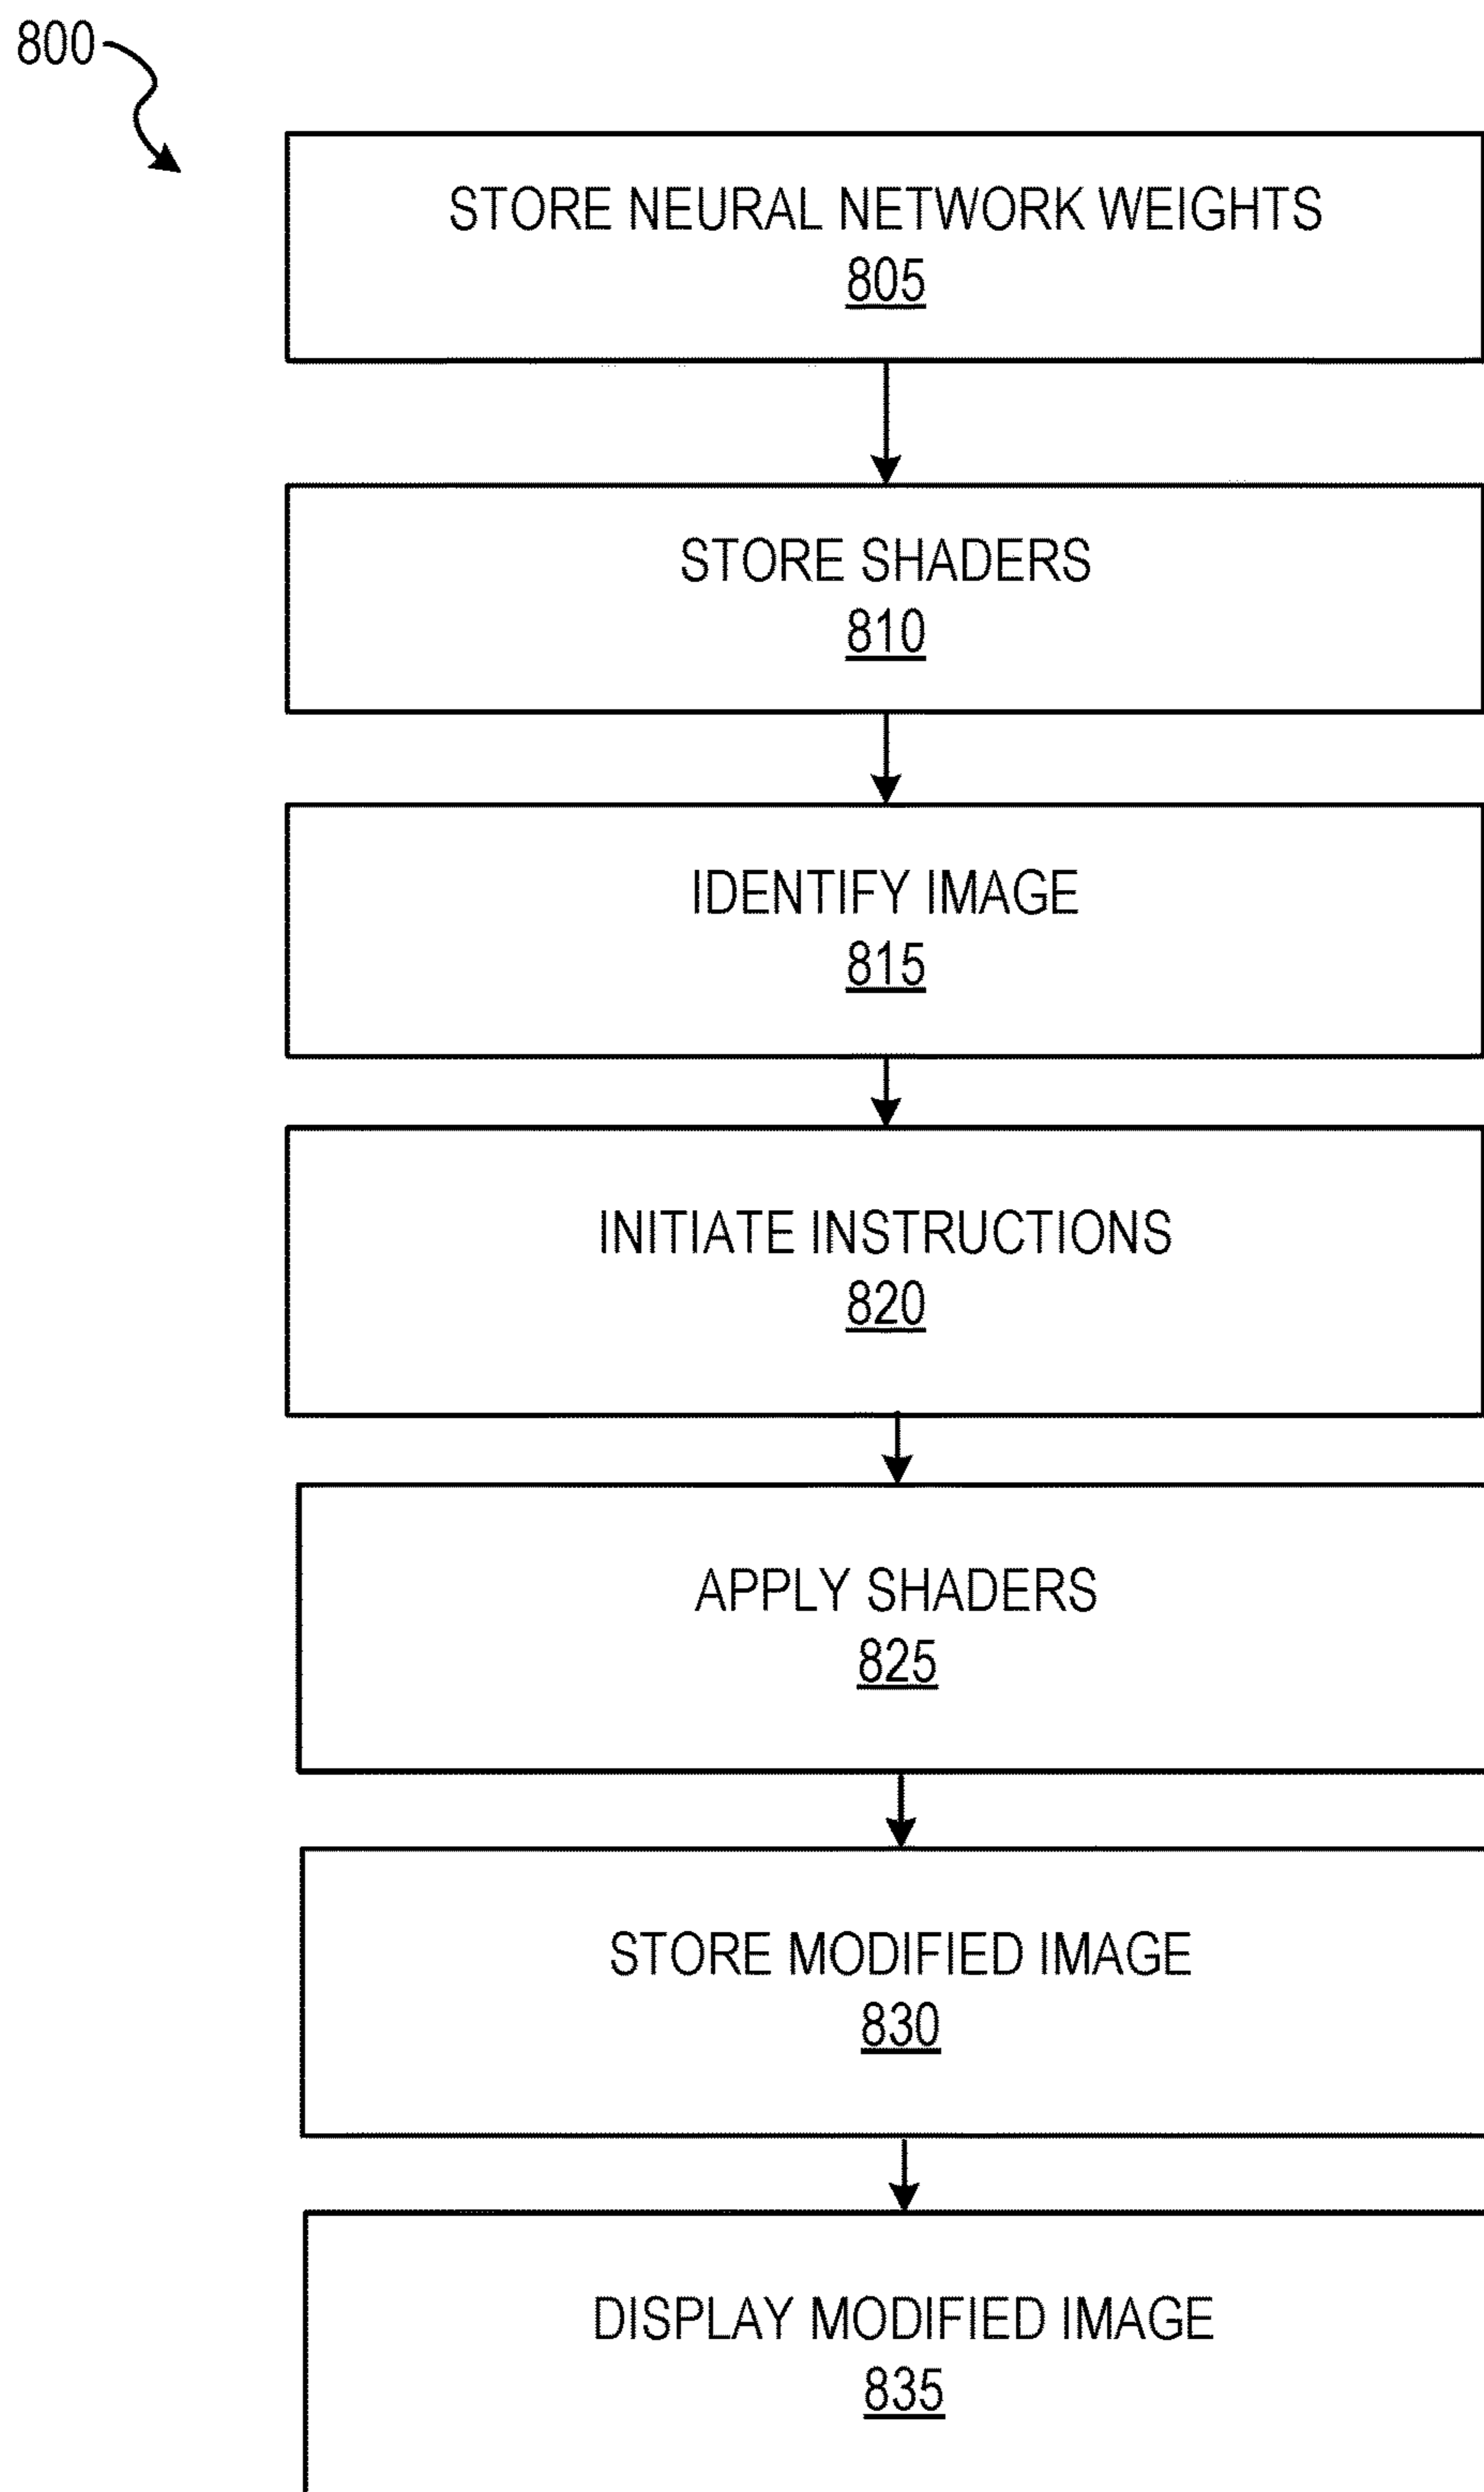 800
STORE NEURAL NETWORK WEIGHTS
805
STORE SHADERS
810
IDENTIFY IMAGE
815
INITIATE INSTRUCTIONS
820
APPLY SHADERS
825
STORE MODIFIED IMAGE
830
DISPLAY MODIFIED IMAGE
835